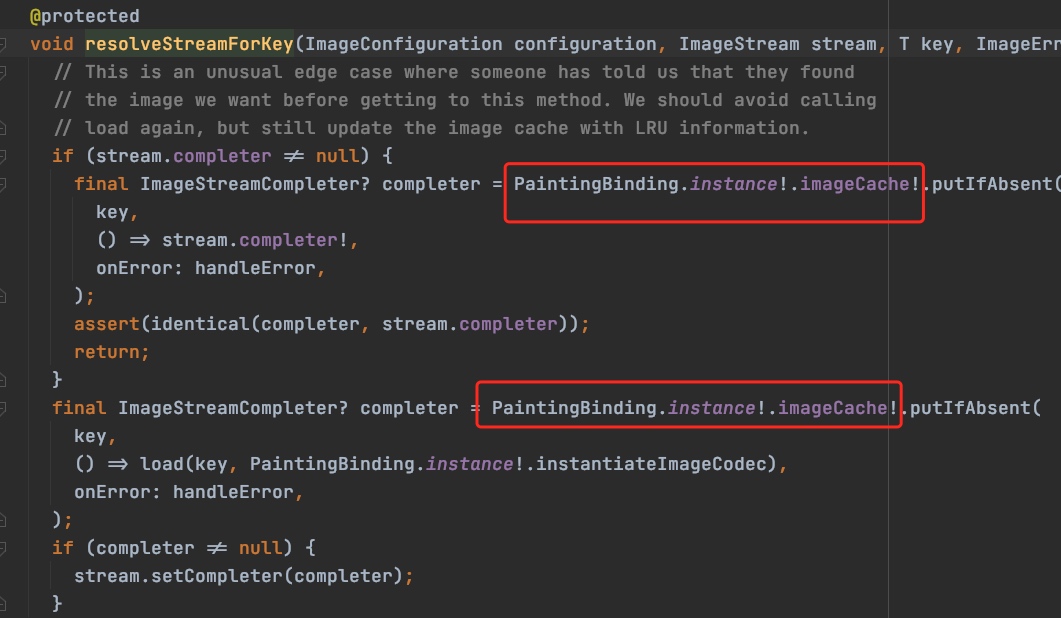 @protected
void resolveStreamForKey(ImageConfiguration configuration, ImageStream stream, T key, ImageErr
// This is an unusual edge case where someone has told us that they found
// the image we want before getting to this method. We should avoid calling
// load again, but still update the image cache with LRU information.
if (stream.completer != null) {
final ImageStreamCompleter? completer = PaintingBinding.instance!.imageCache!.putIfAbsent(
key,
() => stream.completer!,
onError: handleError,
);
assert(identical(completer, stream.completer));
return;
}
final ImageStreamCompleter? completer = PaintingBinding.instance!.imageCache!.putIfAbsent(
key,
() => load(key, PaintingBinding.instance!.instantiateImageCodec),
onError: handleError,
);
if (completer != null) {
stream.setCompleter(completer);
}